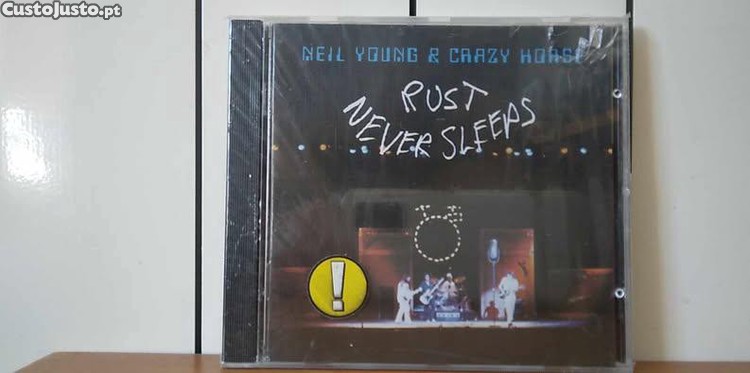 CustoJusto.pt
NEIL YOUNG & CRAZY HORSE
RUST
NEVER SLEEPS
!